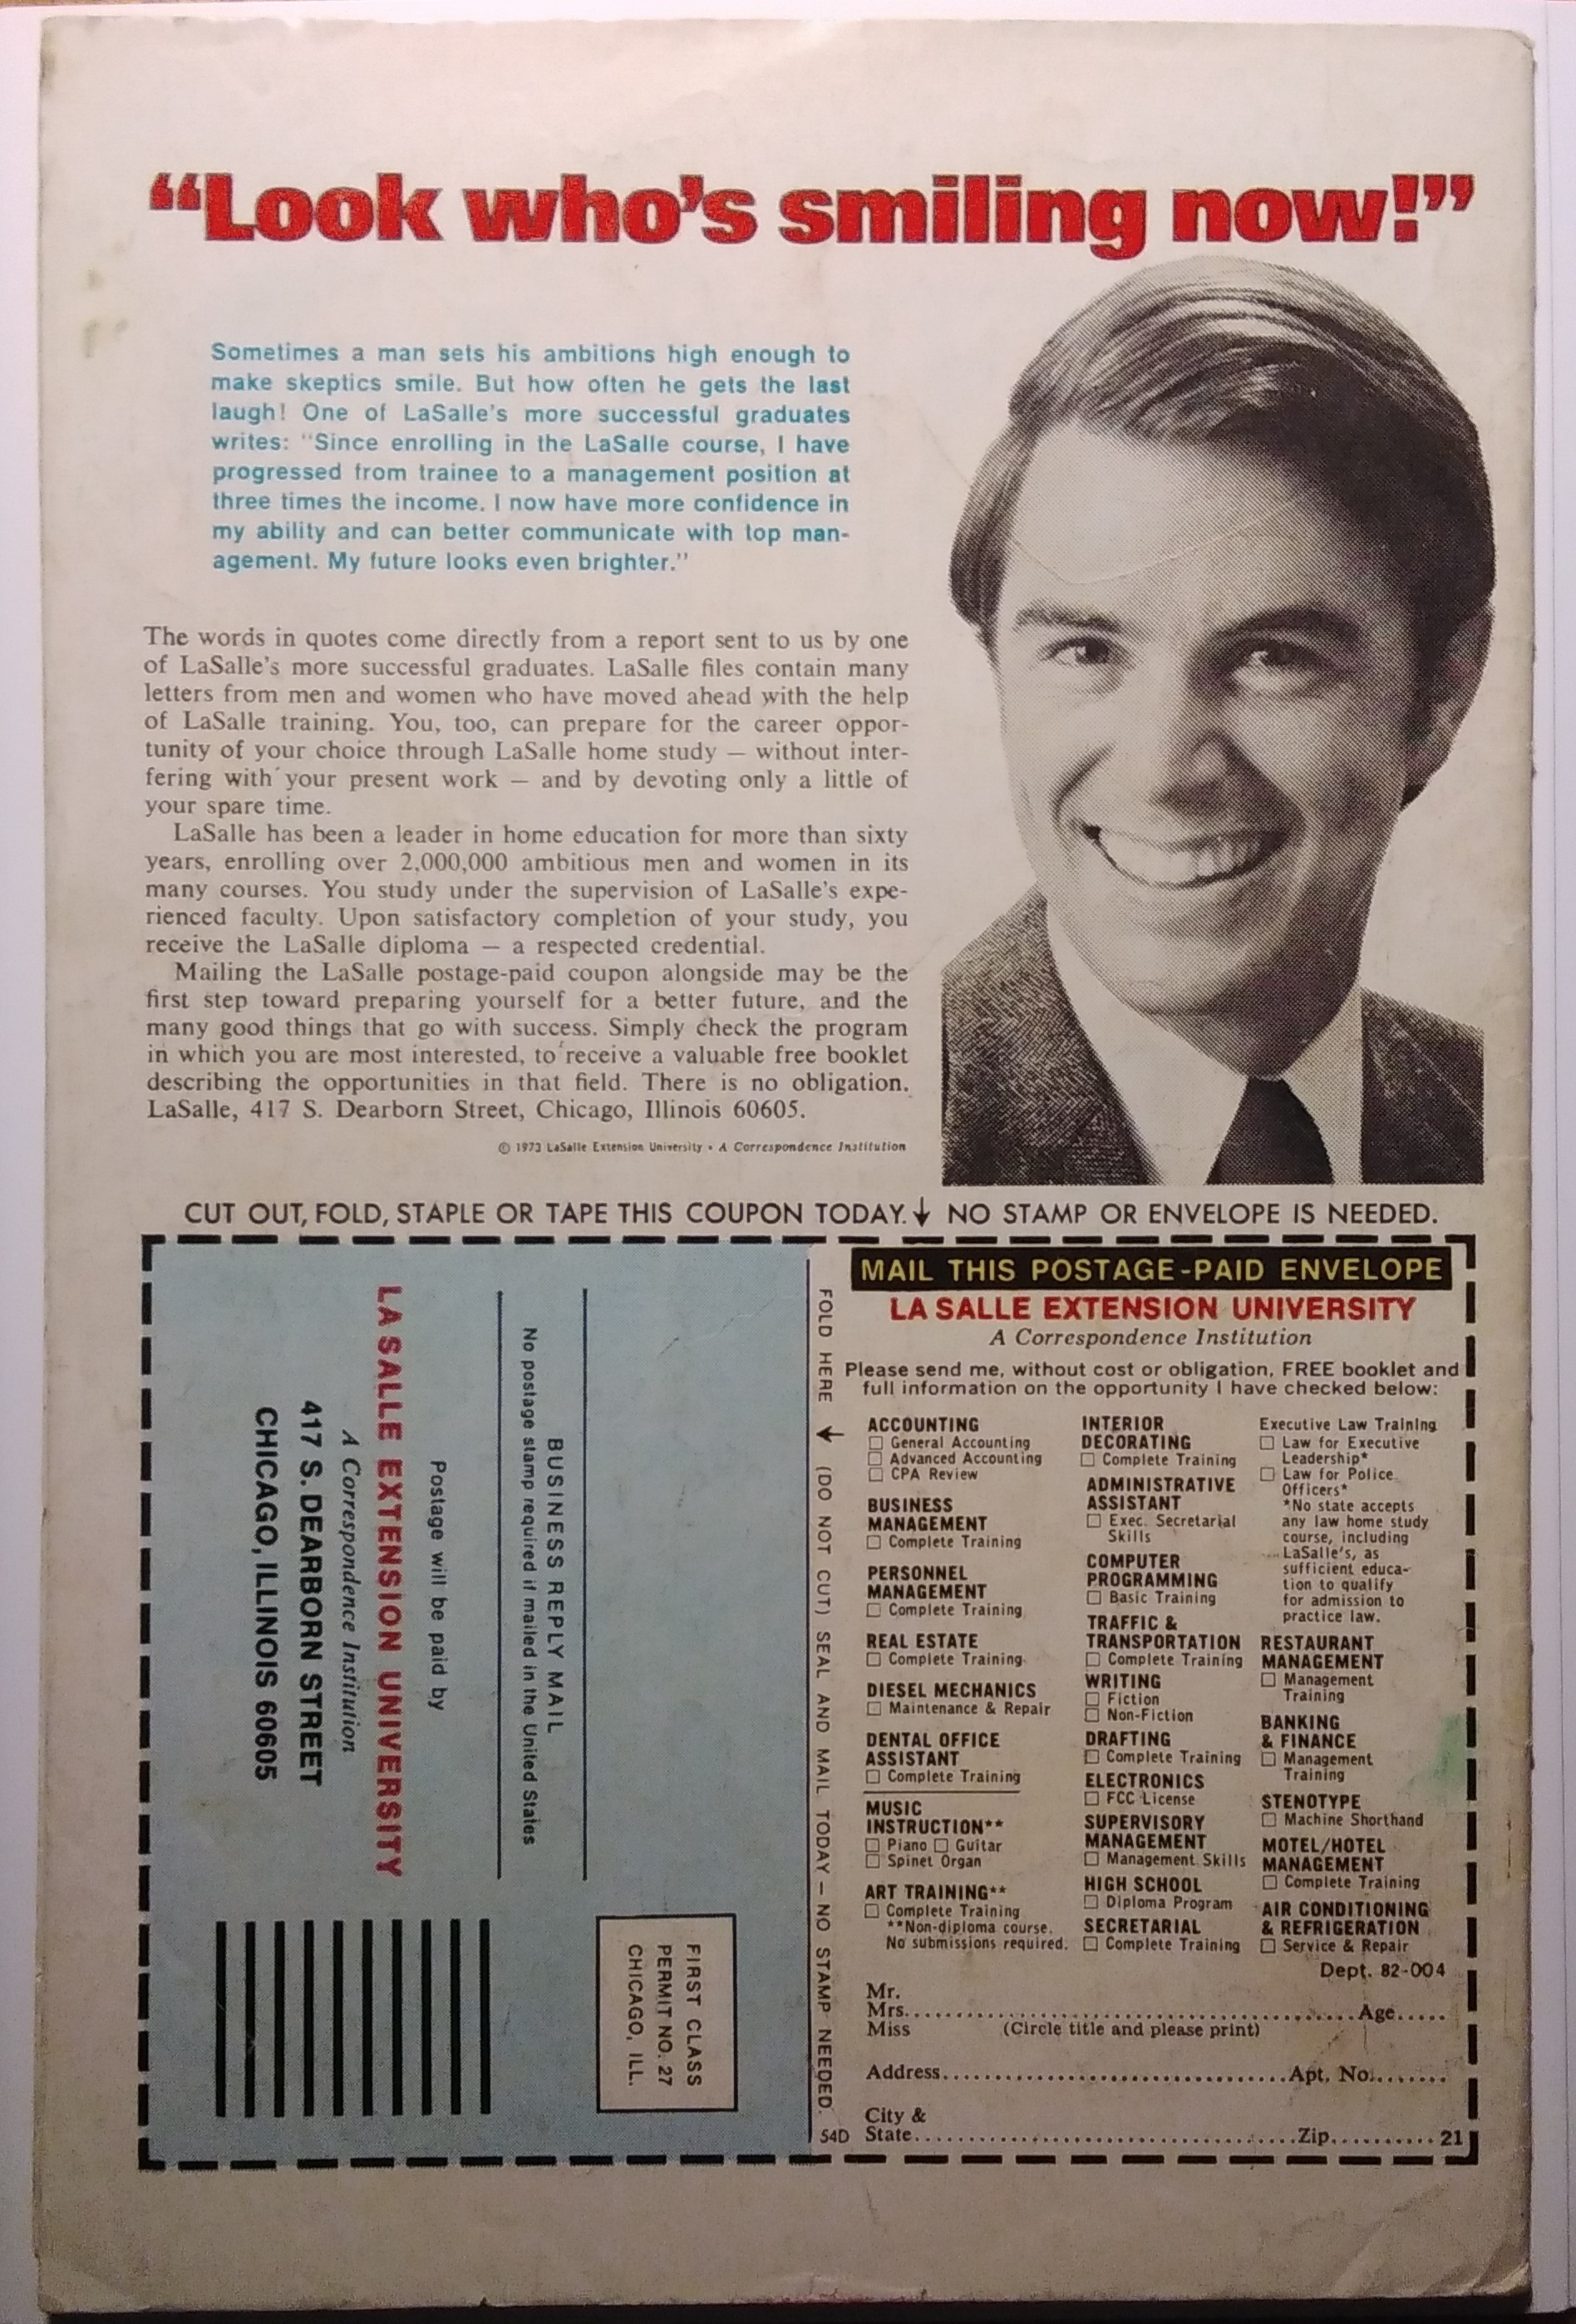 “Look who’s smiling now!”
Sometimes a man sets his ambitions high enough to
make skeptics smile. But how often he gets the last
laugh! One of LaSalle’s more successful graduates
writes: “Since enrolling in the LaSalle course, I have
progressed from trainee to a management position at
three times the income. I now have more confidence in
my ability and can better communicate with top man-
agement. My future looks even brighter.”
The words in quotes come directly from a report sent to us by one
of LaSalle’s more successful graduates. LaSalle files contain many
letters from men and women who have moved ahead with the help
of LaSalle training. You, too, can prepare for the career oppor-
tunity of your choice through LaSalle home study — without inter-
fering with your present work — and by devoting only a little of
your spare time.
LaSalle has been a leader in home education for more than sixty
years, enrolling over 2,000,000 ambitious men and women in its
many courses. You study under the supervision of LaSalle’s expe-
rienced faculty. Upon satisfactory completion of your study, you
receive the LaSalle diploma — a respected credential.
Mailing the LaSalle postage-paid coupon alongside may be the
first step toward preparing yourself for a better future, and the
many good things that go with success. Simply check the program
in which you are most interested, to receive a valuable free booklet
describing the opportunities in that field. There is no obligation.
LaSalle, 417 S. Dearborn Street, Chicago, Illinois 60605.
© 1973 LaSalle Extension University • A Correspondence Institution
CUT OUT, FOLD, STAPLE OR TAPE THIS COUPON TODAY. ↓ NO STAMP OR ENVELOPE IS NEEDED.
FIRST CLASS
PERMIT NO. 27
CHICAGO, ILL.
BUSINESS REPLY MAIL
No postage stamp required if mailed in the United States
Postage will be paid by
LA SALLE EXTENSION UNIVERSITY
A Correspondence Institution
417 S. DEARBORN STREET
CHICAGO, ILLINOIS 60605
FOLD HERE ↓ (DO NOT CUT) SEAL AND MAIL TODAY — NO STAMP NEEDED.
54D
MAIL THIS POSTAGE-PAID ENVELOPE
LA SALLE EXTENSION UNIVERSITY
A Correspondence Institution
Please send me, without cost or obligation, FREE booklet and
full information on the opportunity I have checked below:
ACCOUNTING
☐ General Accounting
☐ Advanced Accounting
☐ CPA Review
BUSINESS
MANAGEMENT
☐ Complete Training
PERSONNEL
MANAGEMENT
☐ Complete Training
REAL ESTATE
☐ Complete Training
DIESEL MECHANICS
☐ Maintenance & Repair
DENTAL OFFICE
ASSISTANT
☐ Complete Training
MUSIC
INSTRUCTION**
☐ Piano ☐ Guitar
☐ Spinet Organ
ART TRAINING**
☐ Complete Training
**Non-diploma course.
No submissions required.
INTERIOR
DECORATING
☐ Complete Training
ADMINISTRATIVE
ASSISTANT
☐ Exec. Secretarial
Skills
COMPUTER
PROGRAMMING
☐ Basic Training
TRAFFIC &
TRANSPORTATION
☐ Complete Training
WRITING
☐ Fiction
☐ Non-Fiction
DRAFTING
☐ Complete Training
ELECTRONICS
☐ FCC License
SUPERVISORY
MANAGEMENT
☐ Management Skills
HIGH SCHOOL
☐ Diploma Program
SECRETARIAL
☐ Complete Training
Executive Law Training
☐ Law for Executive
Leadership*
☐ Law for Police
Officers*
*No state accepts
any law home study
course, including
LaSalle’s, as
sufficient educa-
tion to qualify
for admission to
practice law.
RESTAURANT
MANAGEMENT
☐ Management
Training
BANKING
& FINANCE
☐ Management
Training
STENOTYPE
☐ Machine Shorthand
MOTEL/HOTEL
MANAGEMENT
☐ Complete Training
AIR CONDITIONING
& REFRIGERATION
☐ Service & Repair
Dept. 82-004
Mr.
Mrs.......................................................Age.....
Miss (Circle title and please print)
Address........................................Apt. No........
City &
State.............................................Zip.......... 21